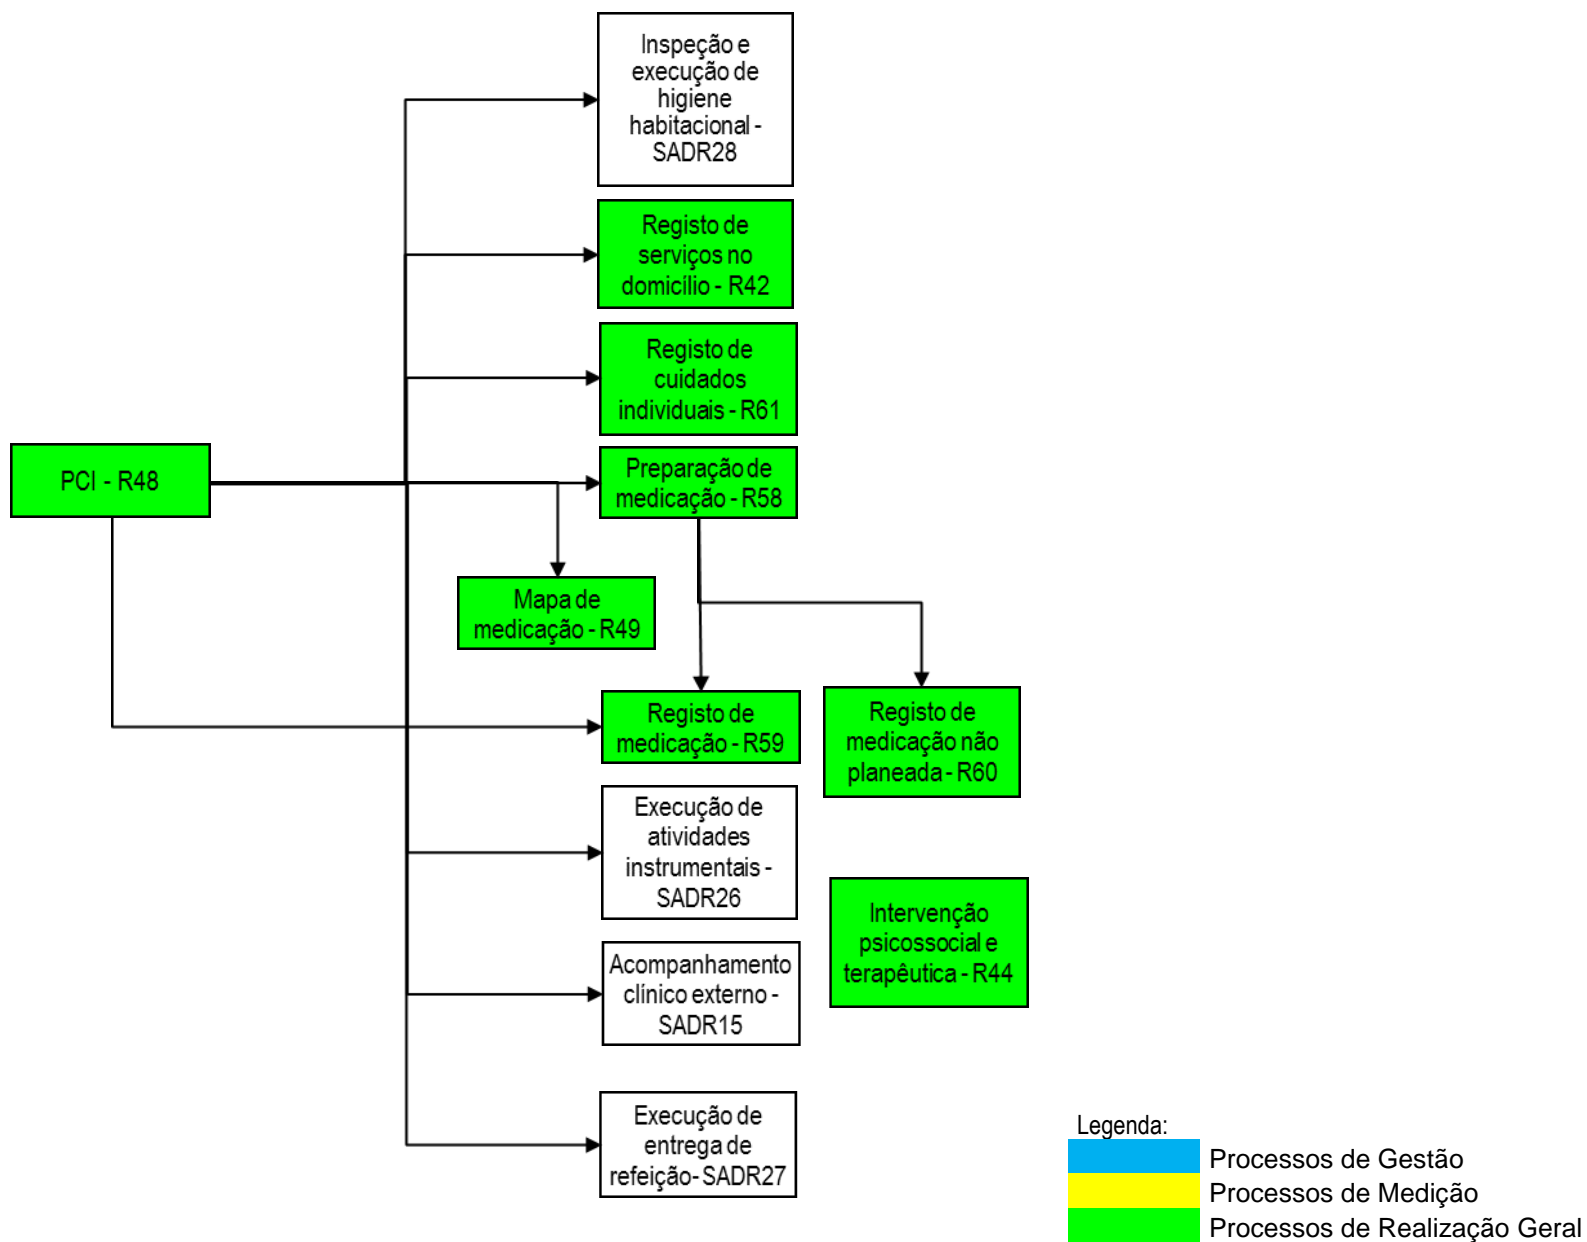 Inspeção e
execução de
higiene
habitacional -
SADR28
Registo de
serviços no
domicílio - R42
Registo de
cuidados
individuais - R61
PCI - R48
Preparação de
medicação - R58
Mapa de
medicação - R49
Registo de
medicação - R59
Registo de
medicação não
planeada - R60
Execução de
atividades
instrumentais -
SADR26
Intervenção
psicossocial e
terapêutica - R44
Acompanhamento
clínico externo -
SADR15
Execução de
entrega de
refeição- SADR27
Legenda:
Processos de Gestão
Processos de Medição
Processos de Realização Geral